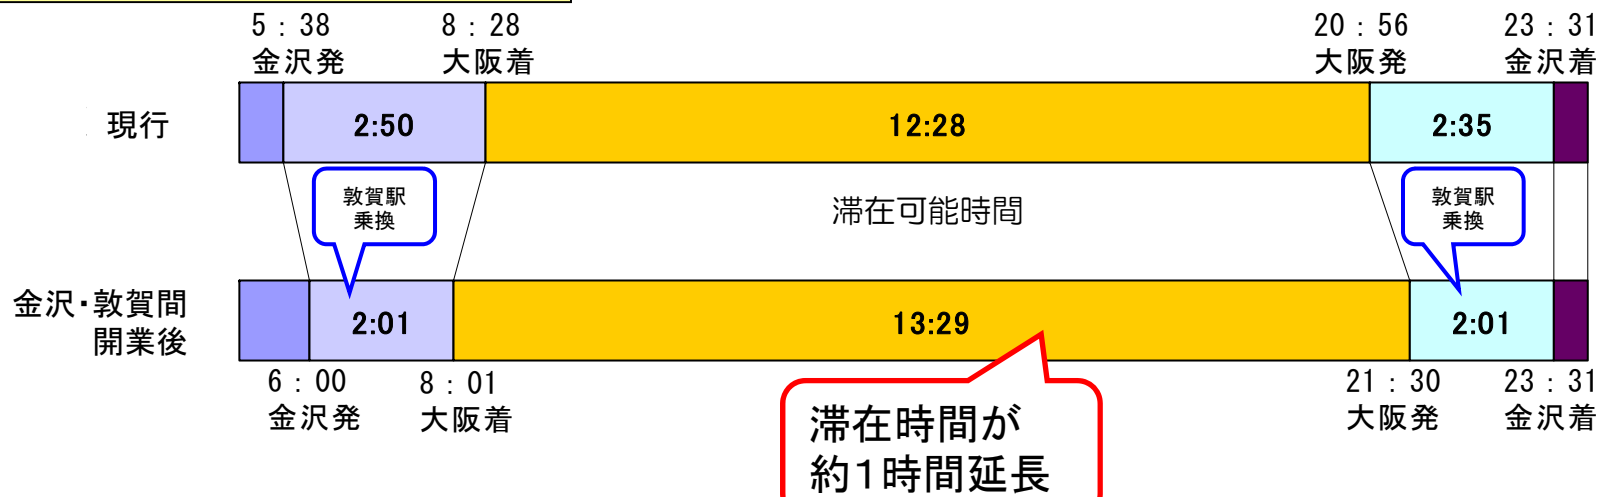 5：38
8：28
20：56
23：31
金沢発
大阪着
大阪発
金沢着
現行
2:50
12:28
2:35
敦賀駅
乗換
滞在可能時間
敦賀駅
乗換
金沢・敦賀間
開業後
2:01
13:29
2:01
6：00
8：01
21：30
23：31
金沢発
大阪着
大阪発
金沢着
滞在時間が
約1時間延長